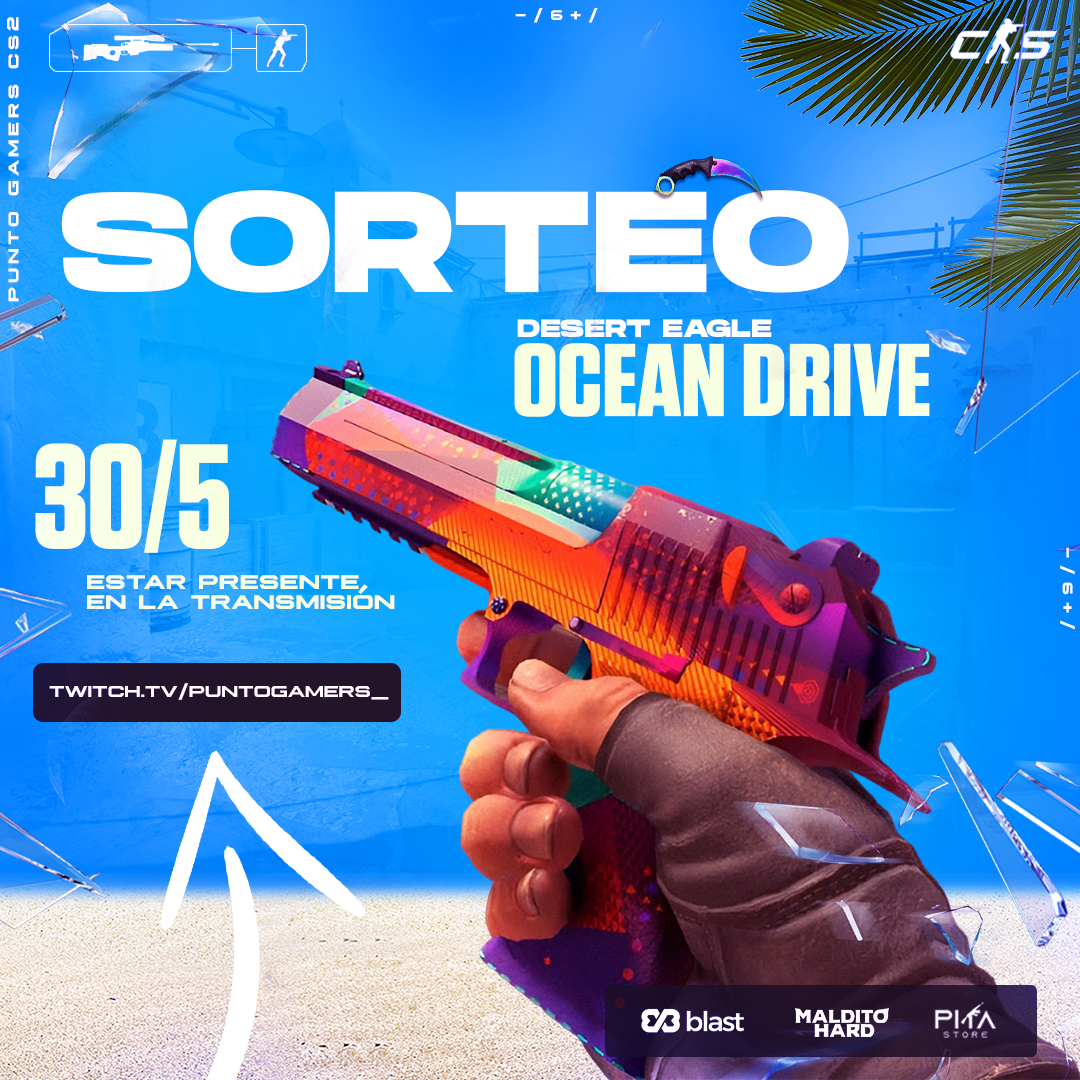 - / 6 + /
PUNTO GAMERS CS2
CS
SORTEO
DESERT EAGLE
OCEAN DRIVE
30/5
ESTAR PRESENTE,
EN LA TRANSMISIÓN
TWITCH.TV/PUNTOGAMERS_
- / 6 + /
blast
MALDITO
HARD
PITA
STORE